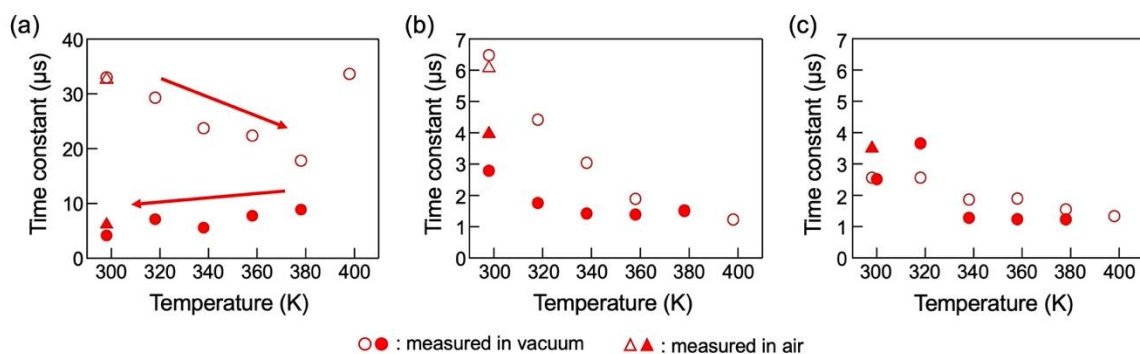 (a)
40
30
20
10
0
Time constant (μs)
300 320 340 360 380 400
Temperature (K)
(b)
7
6
5
4
3
2
1
0
Time constant (μs)
300 320 340 360 380 400
Temperature (K)
(c)
7
6
5
4
3
2
1
0
Time constant (μs)
300 320 340 360 380 400
Temperature (K)
: measured in vacuum
: measured in air